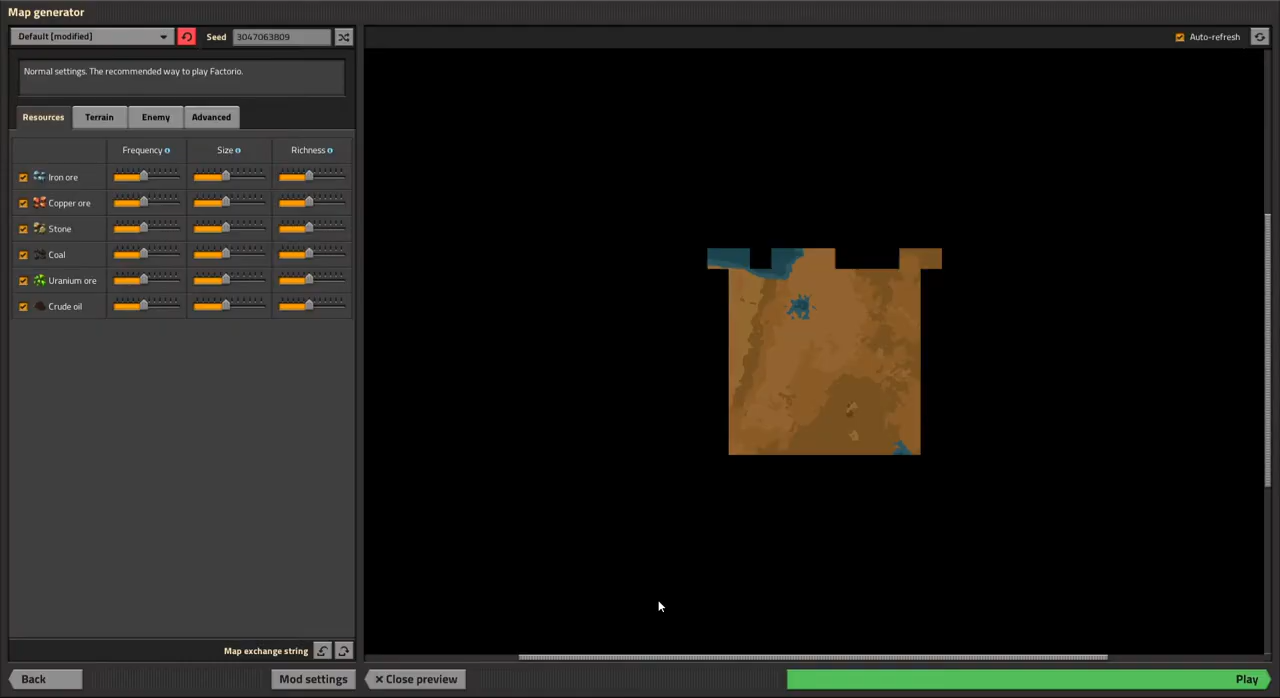 Map generator
Default [modified]
Seed
3047063809
Auto-refresh
Normal settings. The recommended way to play Factorio.
Resources
Terrain
Enemy
Advanced
Frequency
Size
Richness
Iron ore
Copper ore
Stone
Coal
Uranium ore
Crude oil
Map exchange string
Back
Mod settings
× Close preview
Play